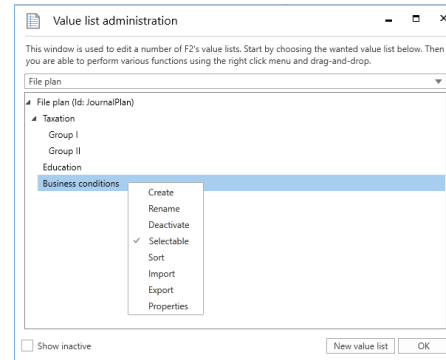 Value list administration
This window is used to edit a number of F2's value lists. Start by choosing the wanted value list below. Then
you are able to perform various functions using the right click menu and drag-and-drop.
File plan
File plan (Id: JournalPlan)
Taxation
Group I
Group II
Education
Business conditions
Create
Rename
Deactivate
Selectable
Sort
Import
Export
Properties
Show inactive
New value list
OK